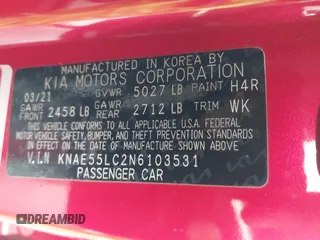 MANUFACTURED IN KOREA BY
KIA MOTORS CORPORATION
03/21 GVWR 5027 LB PAINT H4R
GAWR FRONT 2458 LB GAWR REAR 2712 LB TRIM WK
THIS VEHICLE CONFORMS TO ALL APPLICABLE U.S. FEDERAL
MOTOR VEHICLE SAFETY, BUMPER, AND THEFT PREVENTION
STANDARDS IN EFFECT ON THE DATE OF MANUFACTURE SHOWN ABOVE.
V.I.N KNAE55LC2N6103531
PASSENGER CAR
DREAMBID